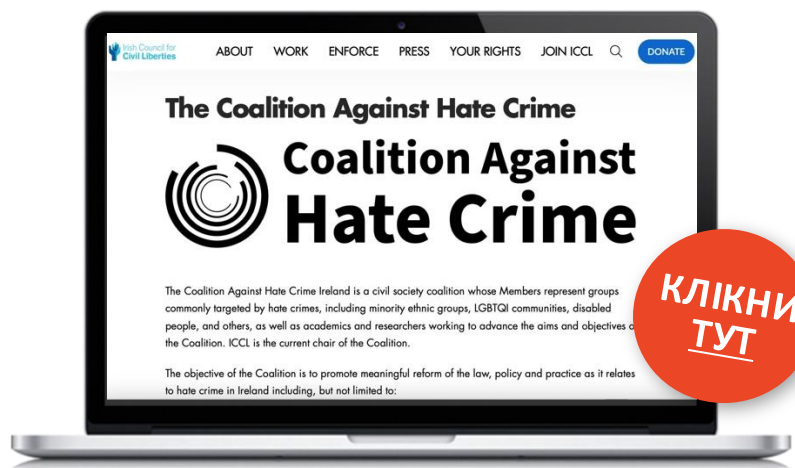 Irish Council for
Civil Liberties
ABOUT WORK ENFORCE PRESS YOUR RIGHTS JOIN ICCL DONATE
The Coalition Against Hate Crime
Coalition Against
Hate Crime
The Coalition Against Hate Crime Ireland is a civil society coalition whose Members represent groups
commonly targeted by hate crimes, including minority ethnic groups, LGBTQI communities, disabled
people, and others, as well as academics and researchers working to advance the aims and objectives o
the Coalition. ICCL is the current chair of the Coalition.
The objective of the Coalition is to promote meaningful reform of the law, policy and practice as it relates
to hate crime in Ireland including, but not limited to:
КЛІКНИ
ТУТ